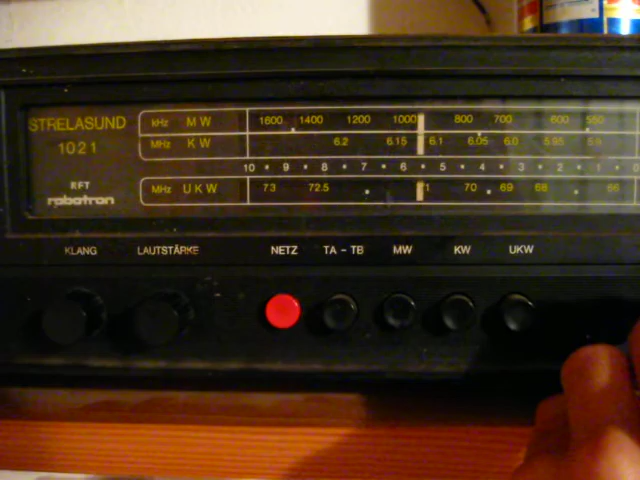 STRELASUND
1021
RFT
robotron
kHz MW 1600 1400 1200 1000 800 700 600 550
MHz KW 6.2 6.15 6.1 6.05 6.0 5.95 5.9
10 9 8 7 6 5 4 3 2 1 0
MHz UKW 73 72.5 71 70 69 68 66
KLANG LAUTSTÄRKE NETZ TA - TB MW KW UKW